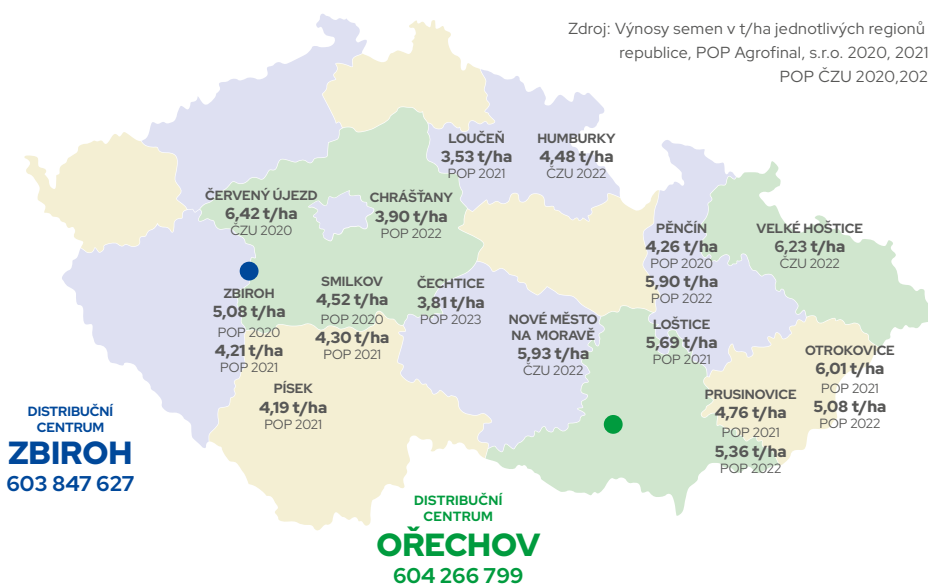 Zdroj: Výnosy semen v t/ha jednotlivých regionů
republice, POP Agrofinal, s.r.o. 2020, 2021
POP ČZU 2020,202
LOUČEŇ
3,53 t/ha
POP 2021
HUMBURKY
4,48 t/ha
ČZU 2022
ČERVENÝ ÚJEZD
6,42 t/ha
ČZU 2020
CHRÁŠŤANY
3,90 t/ha
POP 2022
PĚNČÍN
4,26 t/ha
POP 2020
5,90 t/ha
POP 2022
VELKÉ HOŠTICE
6,23 t/ha
ČZU 2022
ZBIROH
5,08 t/ha
POP 2020
4,21 t/ha
POP 2021
SMILKOV
4,52 t/ha
POP 2020
4,30 t/ha
POP 2021
ČECHTICE
3,81 t/ha
POP 2023
NOVÉ MĚSTO
NA MORAVĚ
5,93 t/ha
ČZU 2022
LOŠTICE
5,69 t/ha
POP 2021
OTROKOVICE
6,01 t/ha
POP 2021
5,08 t/ha
POP 2022
PÍSEK
4,19 t/ha
POP 2021
PRUSINOVICE
4,76 t/ha
POP 2021
5,36 t/ha
POP 2022
DISTRIBUČNÍ
CENTRUM
ZBIROH
603 847 627
DISTRIBUČNÍ
CENTRUM
OŘECHOV
604 266 799